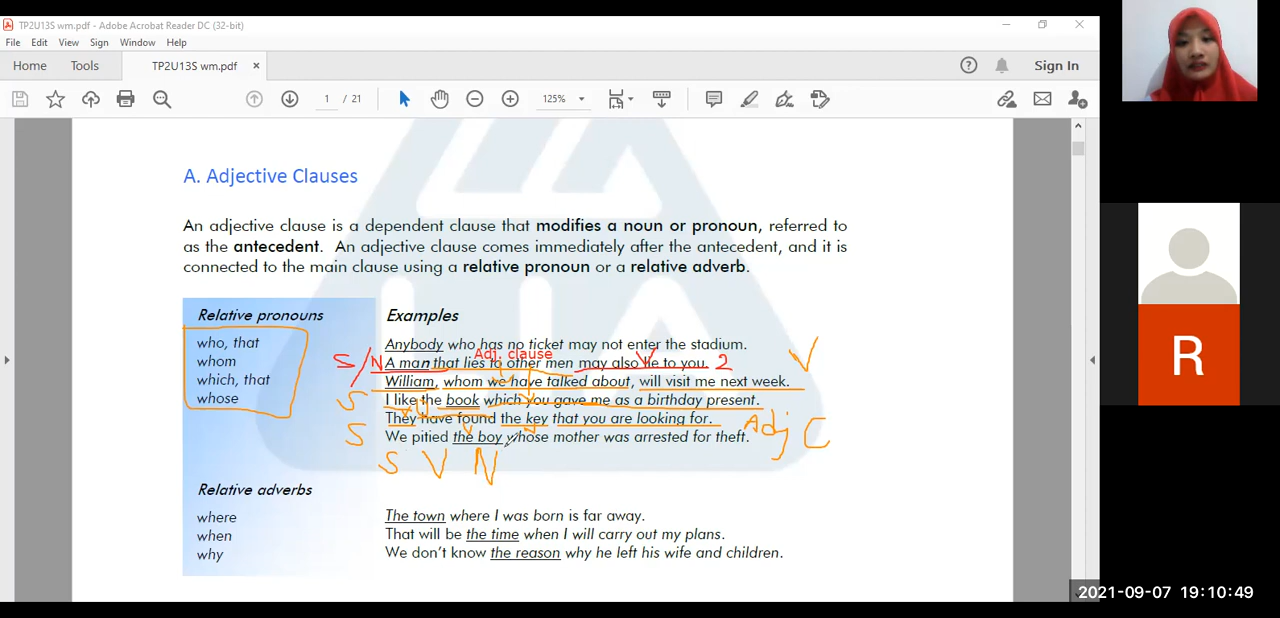 TP2U13S wm.pdf - Adobe Acrobat Reader DC (32-bit)
File Edit View Sign Window Help
Home Tools TP2U13S wm.pdf × Sign In
1 / 21 125%
A. Adjective Clauses
An adjective clause is a dependent clause that modifies a noun or pronoun, referred to
as the antecedent. An adjective clause comes immediately after the antecedent, and it is
connected to the main clause using a relative pronoun or a relative adverb.
Relative pronouns
who, that
whom
which, that
whose
Examples
Anybody who has no ticket may not enter the stadium.
Adj. clause
V
S/N A man that lies to other men may also lie to you. 2
V
William, whom we have talked about, will visit me next week.
S
I like the book which you gave me as a birthday present.
They have found the key that you are looking for. Adj C
S
We pitied the boy whose mother was arrested for theft.
S V N
Relative adverbs
where
when
why
The town where I was born is far away.
That will be the time when I will carry out my plans.
We don't know the reason why he left his wife and children.
R
2021-09-07 19:10:49